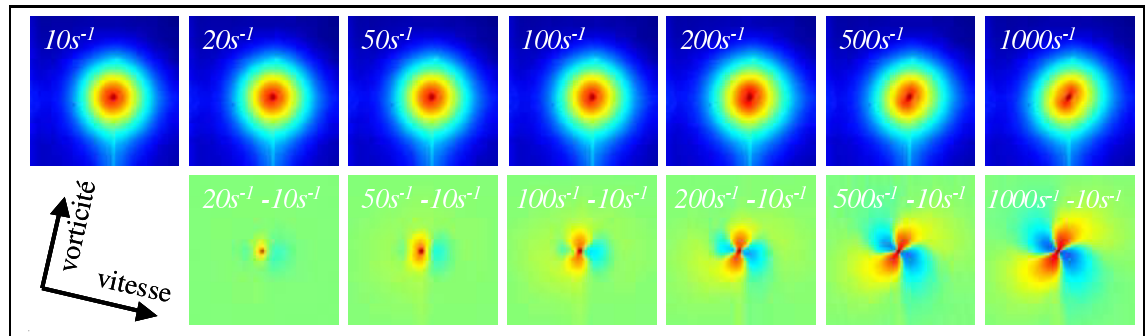 10s⁻¹ 20s⁻¹ 50s⁻¹ 100s⁻¹ 200s⁻¹ 500s⁻¹ 1000s⁻¹
20s⁻¹ -10s⁻¹ 50s⁻¹ -10s⁻¹ 100s⁻¹ -10s⁻¹ 200s⁻¹ -10s⁻¹ 500s⁻¹ -10s⁻¹ 1000s⁻¹ -10s⁻¹
vorticité
vitesse